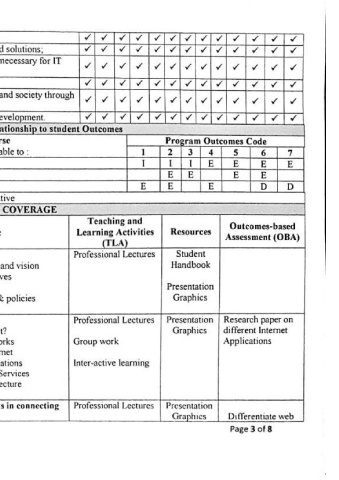 ✓ ✓ ✓ ✓ ✓ ✓ ✓ ✓ ✓ ✓ ✓ ✓
d solutions; ✓ ✓ ✓ ✓ ✓ ✓ ✓ ✓ ✓ ✓ ✓ ✓
necessary for IT ✓ ✓ ✓ ✓ ✓ ✓ ✓ ✓ ✓ ✓ ✓ ✓
✓ ✓ ✓ ✓ ✓ ✓ ✓ ✓ ✓ ✓ ✓ ✓
and society through ✓ ✓ ✓ ✓ ✓ ✓ ✓ ✓ ✓ ✓ ✓ ✓
evelopment. ✓ ✓ ✓ ✓ ✓ ✓ ✓ ✓ ✓ ✓ ✓ ✓
ntionship to student Outcomes
rse Program Outcomes Code
able to : 1 2 3 4 5 6 7
I I I E E E E
E E E E
E E E D D
tive
COVERAGE
Teaching and
Learning Activities
(TLA)
Resources
Outcomes-based
Assessment (OBA)
and vision
ves
& policies
Professional Lectures
Student
Handbook
Presentation
Graphics
t?
orks
rnet
ations
Services
ecture
Professional Lectures
Group work
Inter-active learning
Presentation
Graphics
Research paper on
different Internet
Applications
s in connecting
Professional Lectures
Presentation
Graphics
Differentiate web
Page 3 of 8